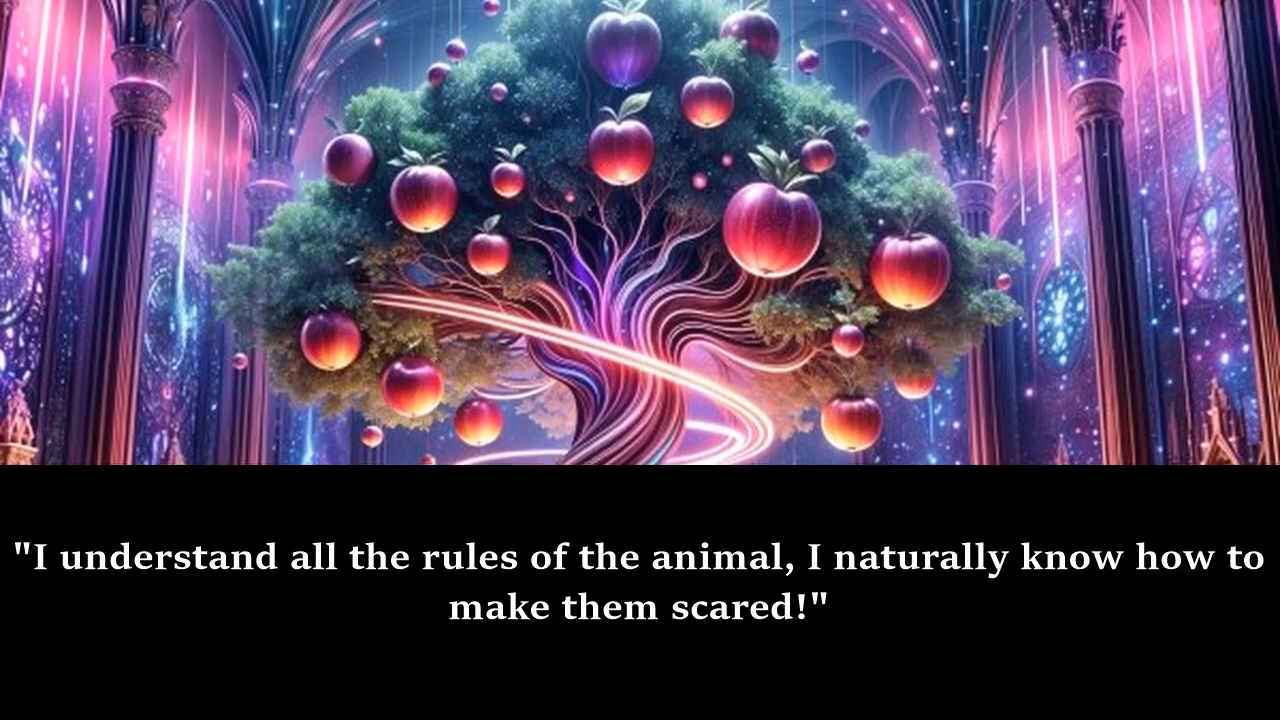 "I understand all the rules of the animal, I naturally know how to
make them scared!"